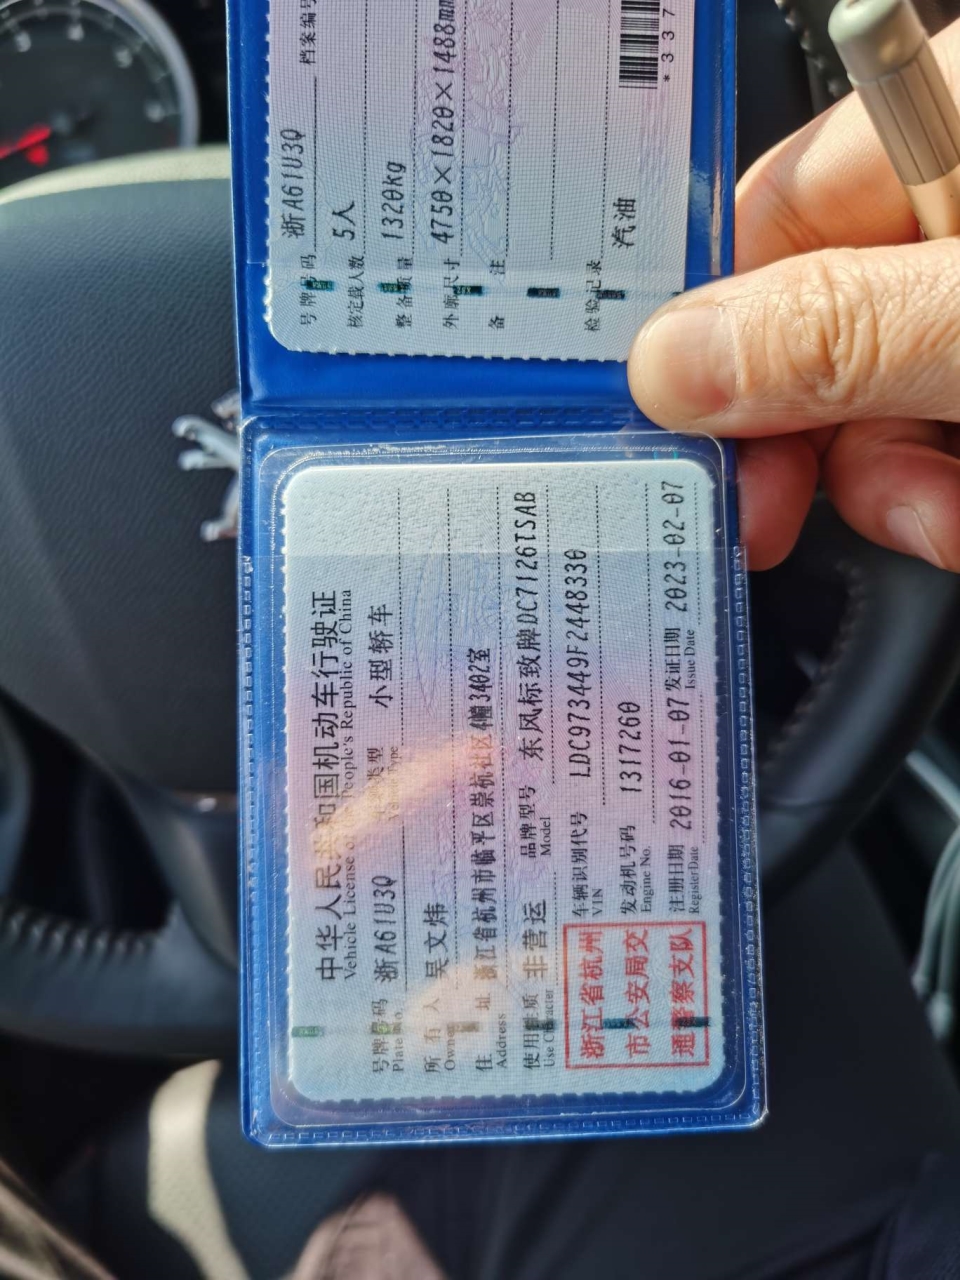 号牌号码 浙A61U3Q 档案编号
核定载人数 5人
整备质量 1320kg
外廓尺寸 4750×1820×1488mm
备 注
检验记录 汽油
*337
中华人民共和国机动车行驶证
Vehicle License of People's Republic of China
号牌号码 浙A61U3Q 类型 小型轿车
Plate No.
所有人 吴文炜
Owner
住 址 浙江省杭州市临平区崇杭社区4幢3402室
Address
使用性质 非营运 品牌型号 东风标致牌DC7126TSAB
Use Character Model
浙江省杭州
市公安局交
通警察支队
车辆识别代号 LDC973449F2448330
VIN
发动机号码 1317260
Engine No.
注册日期 2016-01-07 发证日期 2023-02-07
Register Date Issue Date